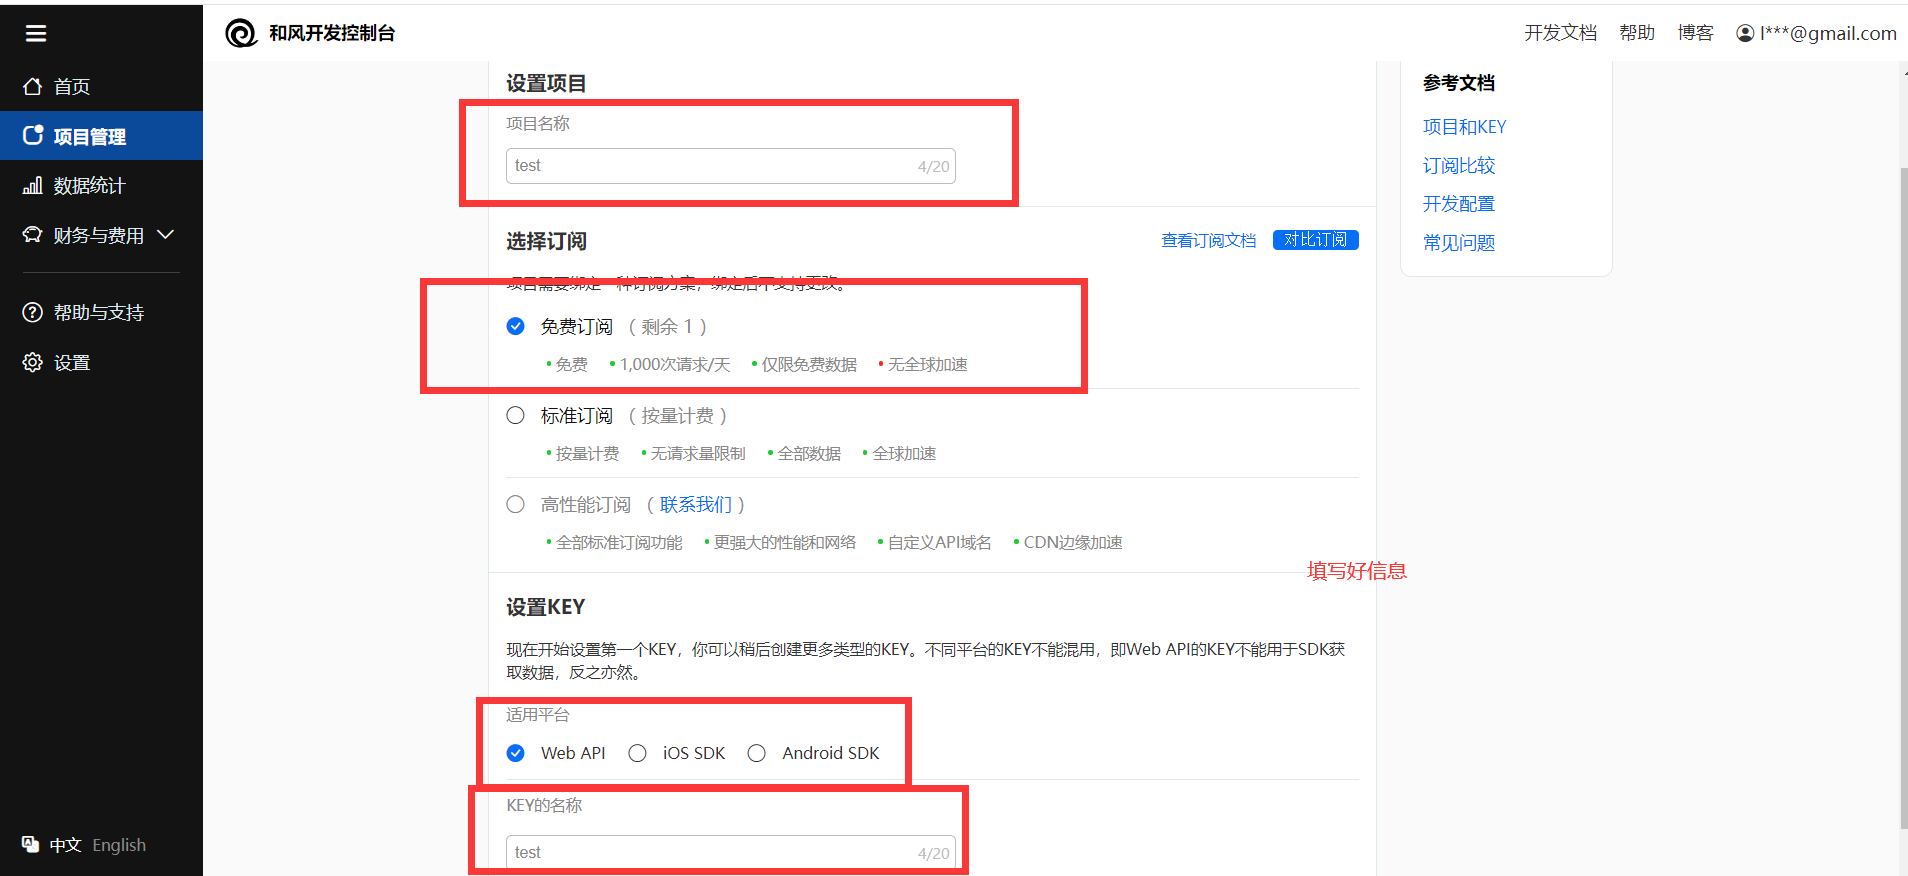 和风开发控制台
开发文档 帮助 博客 l***@gmail.com
首页
项目管理
数据统计
财务与费用
帮助与支持
设置
中文 English
设置项目
项目名称
test 4/20
选择订阅
查看订阅文档 对比订阅
项目需要绑定一种订阅方案，绑定后不支持更改。
免费订阅 （ 剩余 1 ）
免费 1,000次请求/天 仅限免费数据 无全球加速
标准订阅 （ 按量计费 ）
按量计费 无请求量限制 全部数据 全球加速
高性能订阅 （ 联系我们 ）
全部标准订阅功能 更强大的性能和网络 自定义API域名 CDN边缘加速
填写好信息
设置KEY
现在开始设置第一个KEY，你可以稍后创建更多类型的KEY。不同平台的KEY不能混用，即Web API的KEY不能用于SDK获
取数据，反之亦然。
适用平台
Web API iOS SDK Android SDK
KEY的名称
test 4/20
参考文档
项目和KEY
订阅比较
开发配置
常见问题